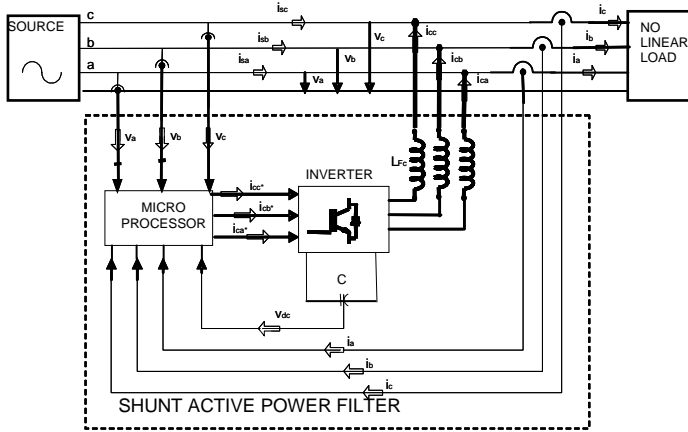 SOURCE
c
b
a
isc
isb
isa
va
vb
vc
icc
icb
ica
ic
ib
ia
NO
LINEAR
LOAD
va
vb
vc
LFc
MICRO
PROCESSOR
icc*
icb*
ica*
INVERTER
C
vdc
ia
ib
ic
SHUNT ACTIVE POWER FILTER